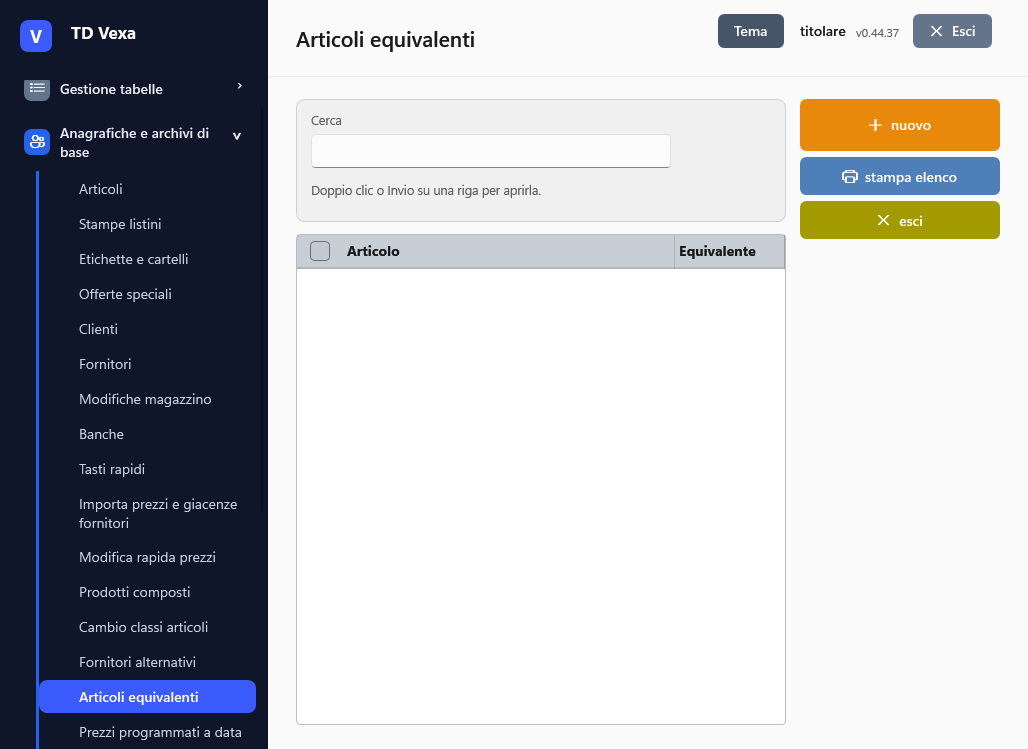 V TD Vexa
Gestione tabelle
Anagrafiche e archivi di
base
Articoli
Stampe listini
Etichette e cartelli
Offerte speciali
Clienti
Fornitori
Modifiche magazzino
Banche
Tasti rapidi
Importa prezzi e giacenze
fornitori
Modifica rapida prezzi
Prodotti composti
Cambio classi articoli
Fornitori alternativi
Articoli equivalenti
Prezzi programmati a data
Articoli equivalenti
Tema titolare v0.44.37 Esci
Cerca
Doppio clic o Invio su una riga per aprirla.
Articolo Equivalente
nuovo
stampa elenco
esci